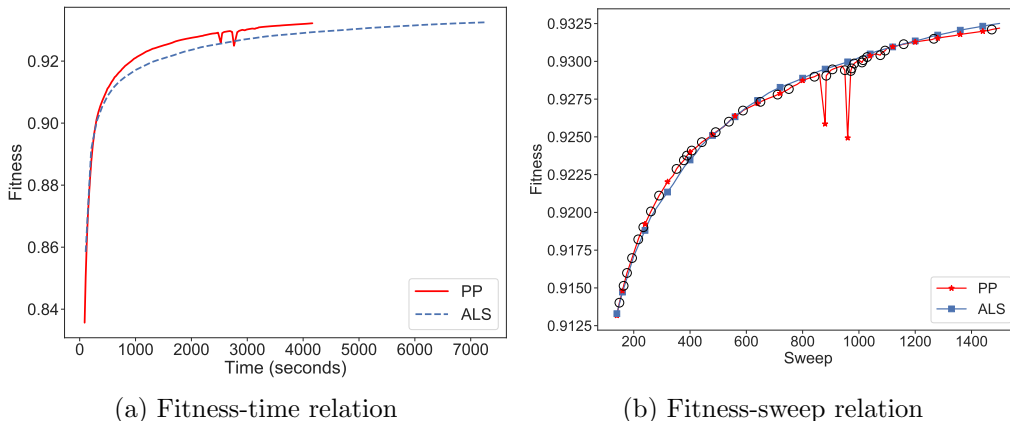 0.92
0.90
0.88
0.86
0.84
Fitness
PP
ALS
0 1000 2000 3000 4000 5000 6000 7000
Time (seconds)
(a) Fitness-time relation
0.9325
0.9300
0.9275
0.9250
0.9225
0.9200
0.9175
0.9150
0.9125
Fitness
PP
ALS
200 400 600 800 1000 1200 1400
Sweep
(b) Fitness-sweep relation